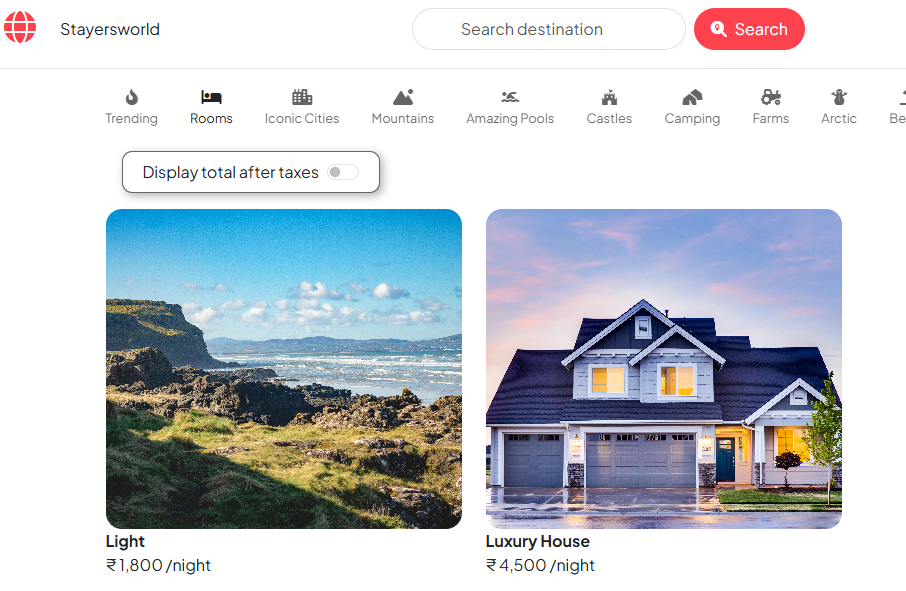 Stayersworld
Search destination
Search
Trending
Rooms
Iconic Cities
Mountains
Amazing Pools
Castles
Camping
Farms
Arctic
Be
Display total after taxes
Light
₹ 1,800 /night
Luxury House
₹ 4,500 /night